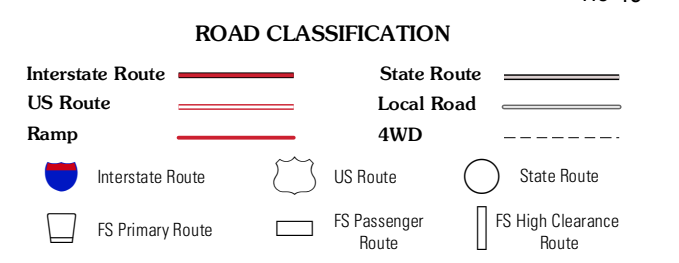 ROAD CLASSIFICATION
Interstate Route
State Route
US Route
Local Road
Ramp
4WD
Interstate Route
US Route
State Route
FS Primary Route
FS Passenger
Route
FS High Clearance
Route